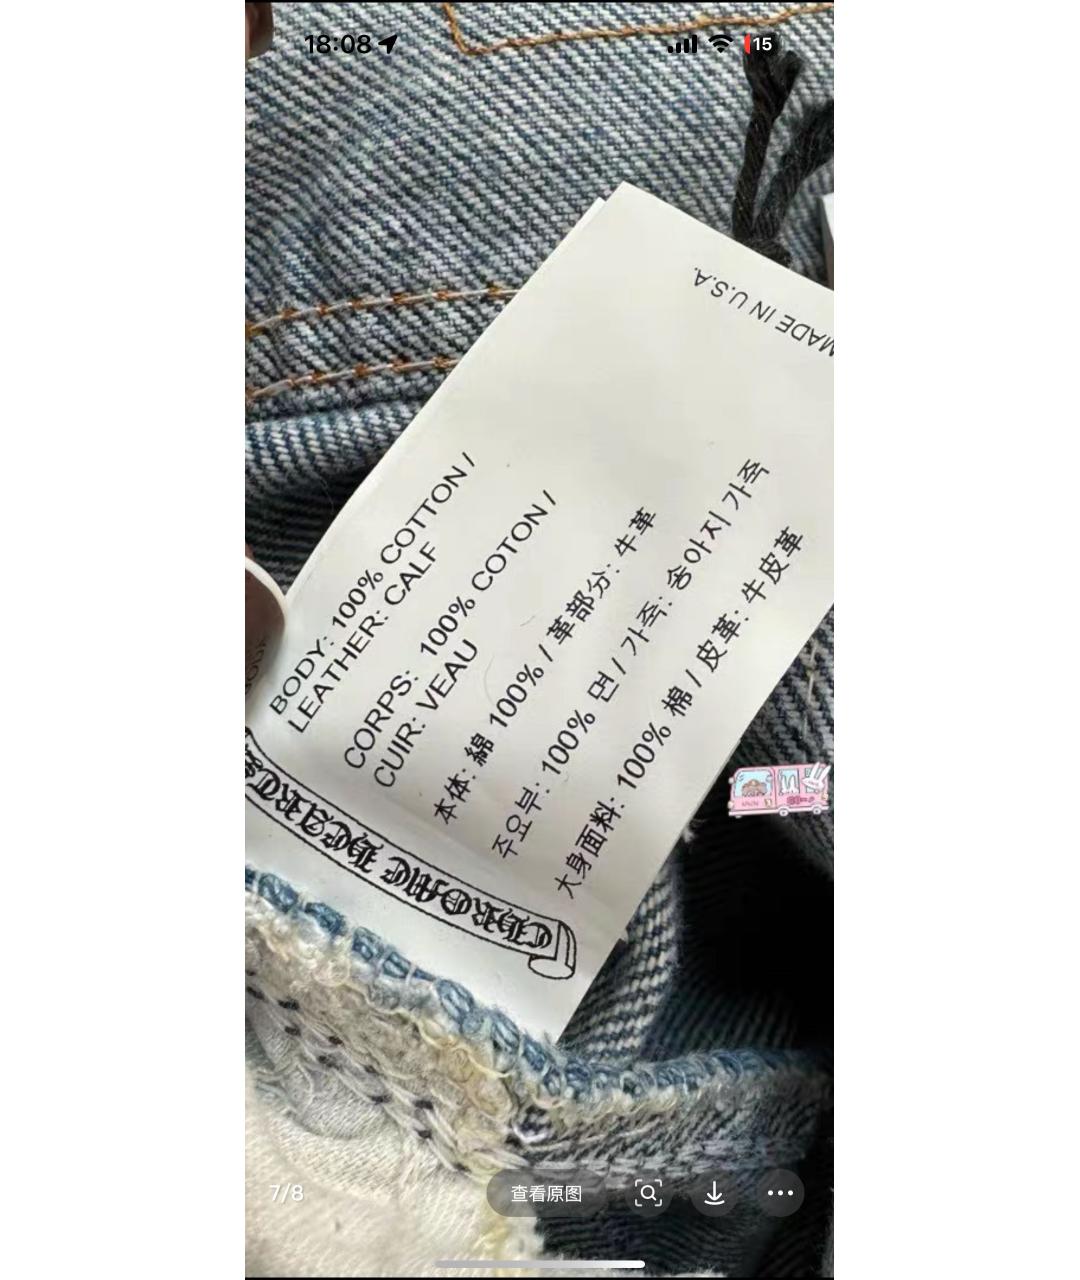 18:08
15
MADE IN U.S.A.
BODY: 100% COTTON /
LEATHER: CALF
CORPS: 100% COTON /
CUIR: VEAU
本体: 綿 100% / 革部分: 牛革
주요부: 100% 면 / 가죽: 송아지 가죽
大身面料: 100% 棉 / 皮革: 牛皮革
CHROME HEARTS
7/8
查看原图